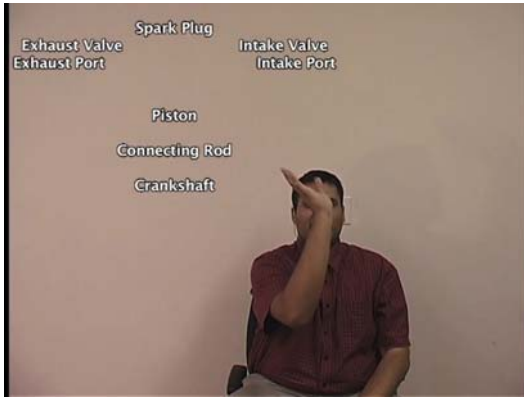 Spark Plug
Exhaust Valve
Intake Valve
Exhaust Port
Intake Port
Piston
Connecting Rod
Crankshaft